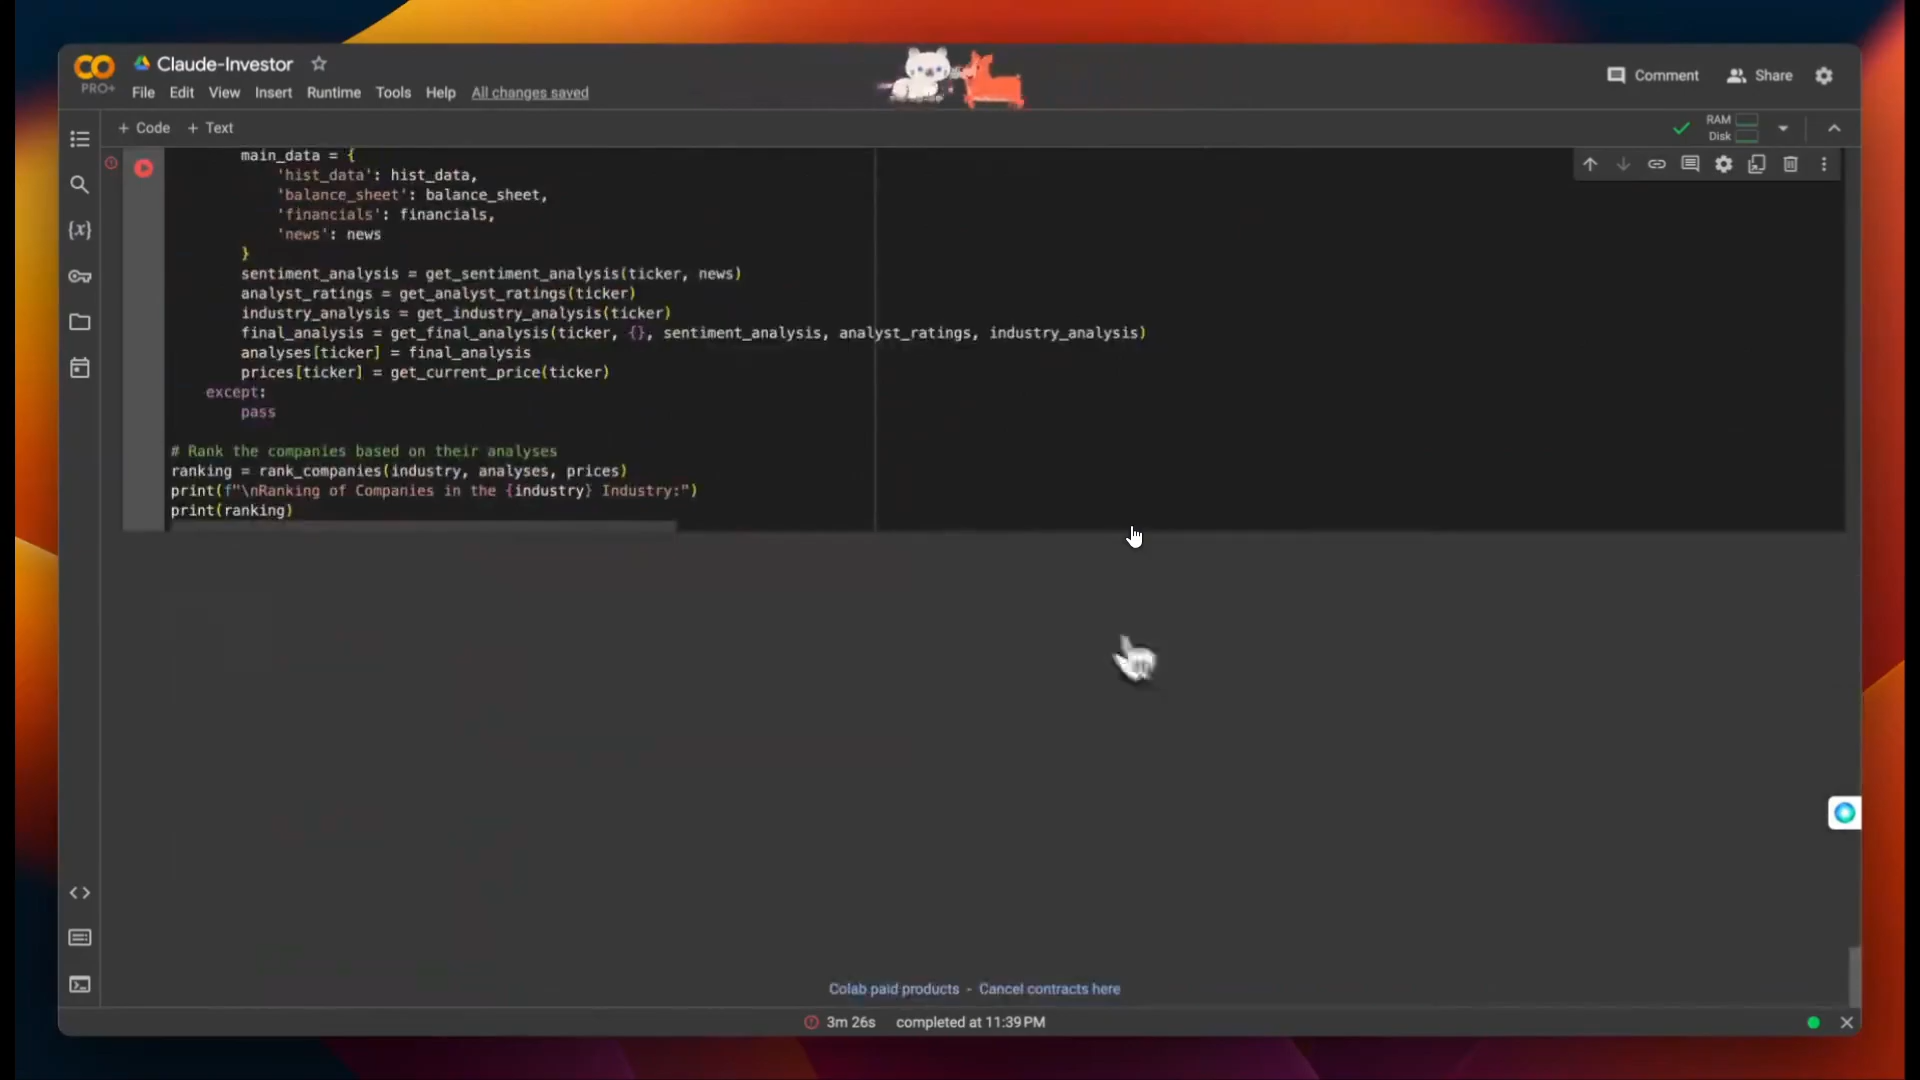 CO
PRO+
Claude-Investor
File Edit View Insert Runtime Tools Help All changes saved
Comment Share
+ Code + Text
RAM
Disk
main_data = {
'hist_data': hist_data,
'balance_sheet': balance_sheet,
'financials': financials,
'news': news
}
sentiment_analysis = get_sentiment_analysis(ticker, news)
analyst_ratings = get_analyst_ratings(ticker)
industry_analysis = get_industry_analysis(ticker)
final_analysis = get_final_analysis(ticker, {}, sentiment_analysis, analyst_ratings, industry_analysis)
analyses[ticker] = final_analysis
prices[ticker] = get_current_price(ticker)
except:
pass
# Rank the companies based on their analyses
ranking = rank_companies(industry, analyses, prices)
print(f"\nRanking of Companies in the {industry} Industry:")
print(ranking)
Colab paid products - Cancel contracts here
3m 26s completed at 11:39 PM